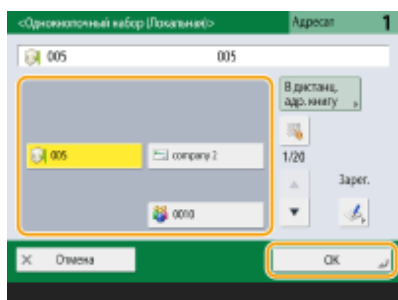 <Однокнопочный набор (Локальная)>
Адресат 1
005 005
В дистанц.
адр. книгу
005
company 2
1/20
Зарег.
0010
Отмена
OK